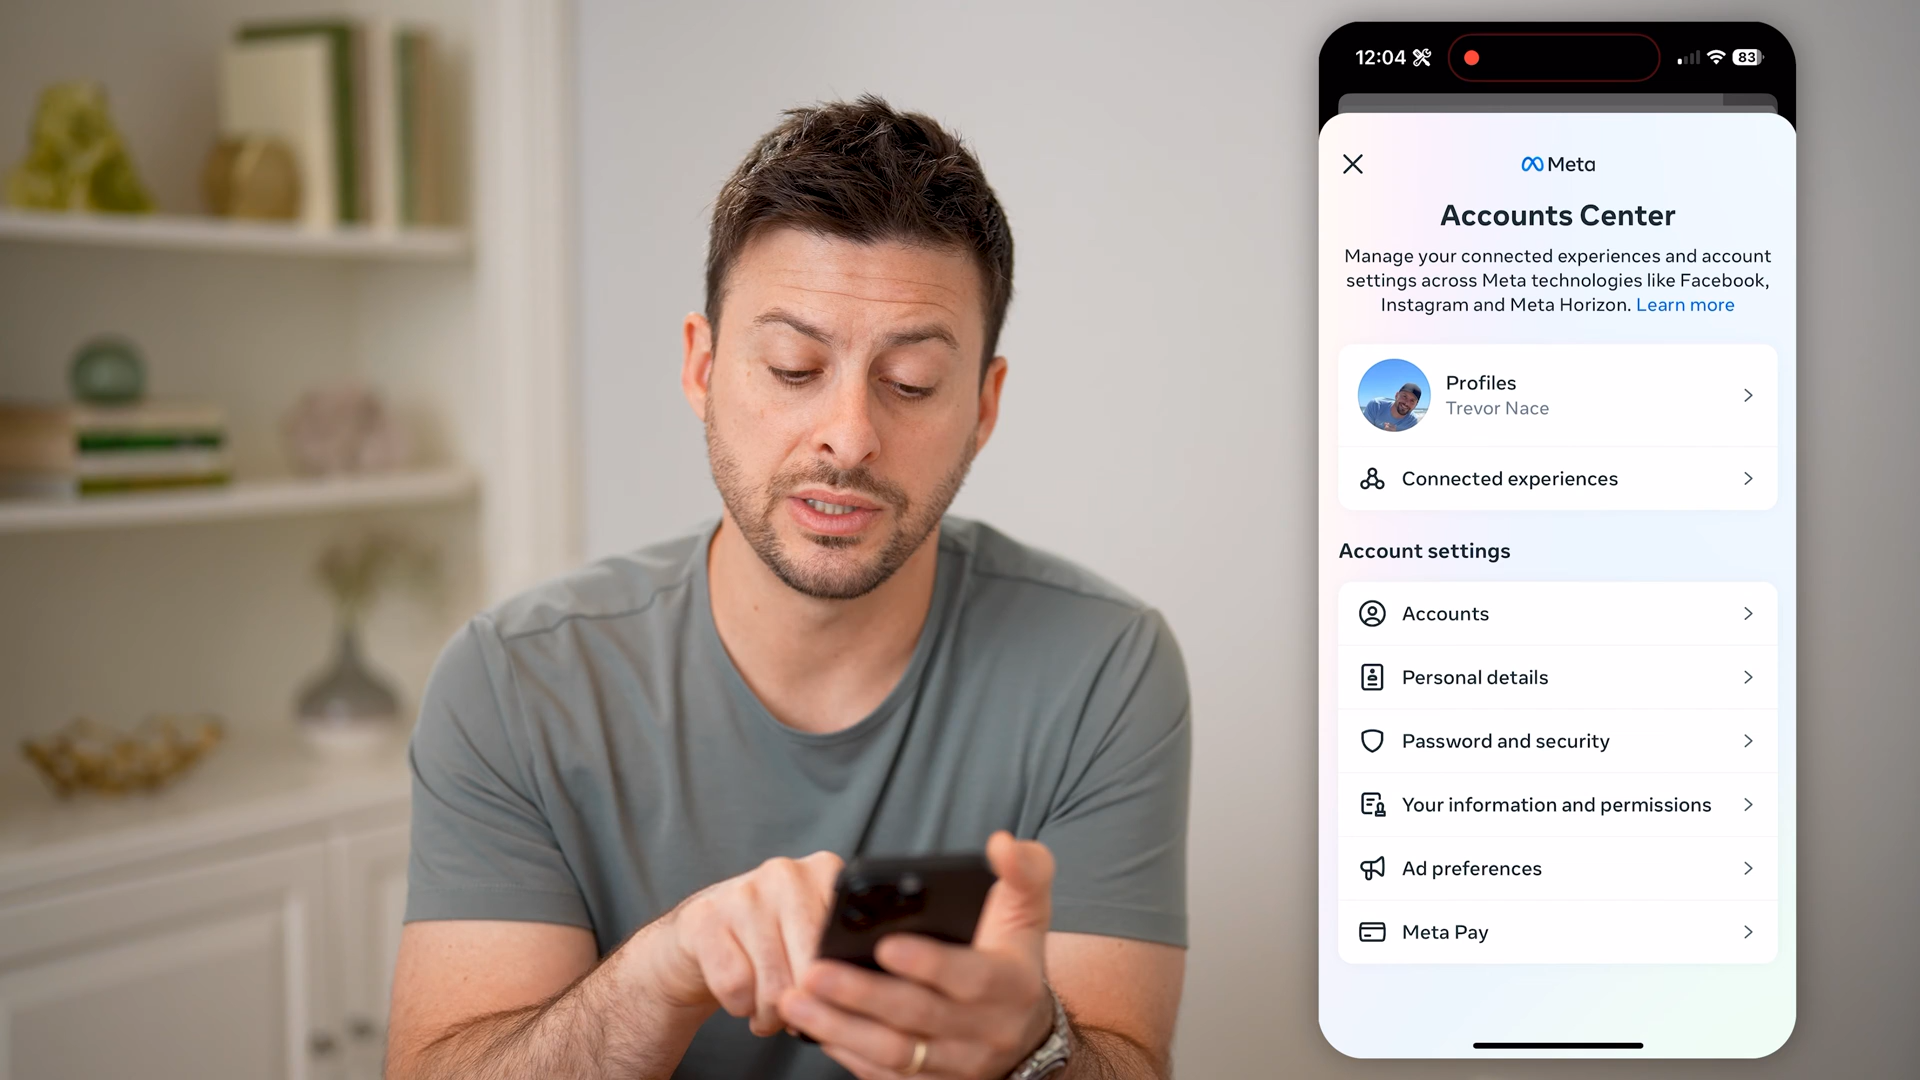 12:04
83
Meta
Accounts Center
Manage your connected experiences and account
settings across Meta technologies like Facebook,
Instagram and Meta Horizon. Learn more
Profiles
Trevor Nace
Connected experiences
Account settings
Accounts
Personal details
Password and security
Your information and permissions
Ad preferences
Meta Pay